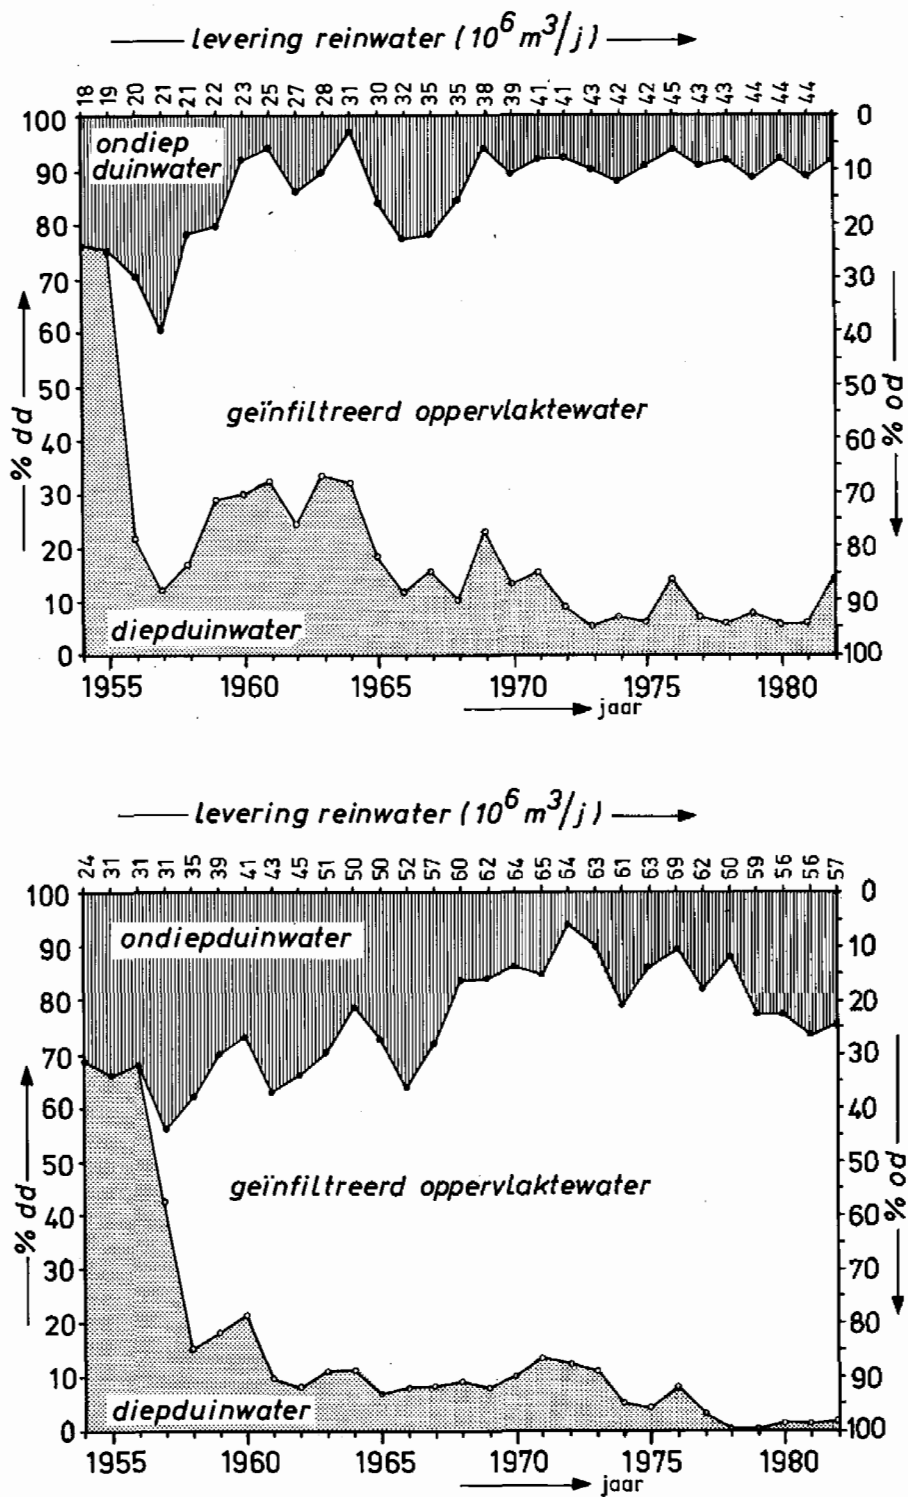 levering reinwater (10⁶ m³/j)
18 19 20 21 21 22 23 25 27 28 31 30 32 35 35 38 39 41 41 43 42 42 45 43 43 44 44 44
100 90 80 70 60 50 40 30 20 10 0
% dd
ondiep
duinwater
geïnfiltreerd oppervlaktewater
diepduinwater
0 10 20 30 40 50 60 70 80 90 100
% od
1955 1960 1965 1970 1975 1980
jaar
levering reinwater (10⁶ m³/j)
24 31 31 31 35 39 41 43 45 51 50 50 52 57 60 62 64 65 64 63 61 63 69 62 60 59 56 56 57
100 90 80 70 60 50 40 30 20 10 0
% dd
ondiepduinwater
geïnfiltreerd oppervlaktewater
diepduinwater
0 10 20 30 40 50 60 70 80 90 100
% od
1955 1960 1965 1970 1975 1980
jaar